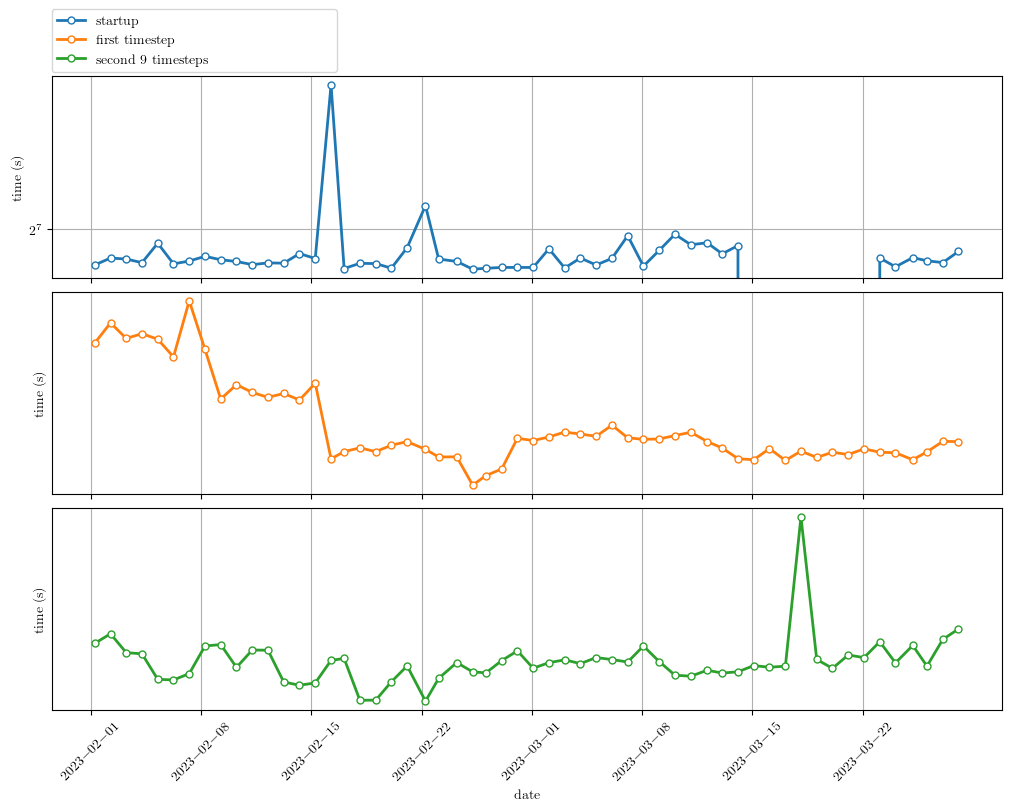 startup
first timestep
second 9 timesteps
time (s)
2^7
time (s)
time (s)
2023−02−01
2023−02−08
2023−02−15
2023−02−22
2023−03−01
2023−03−08
2023−03−15
2023−03−22
date